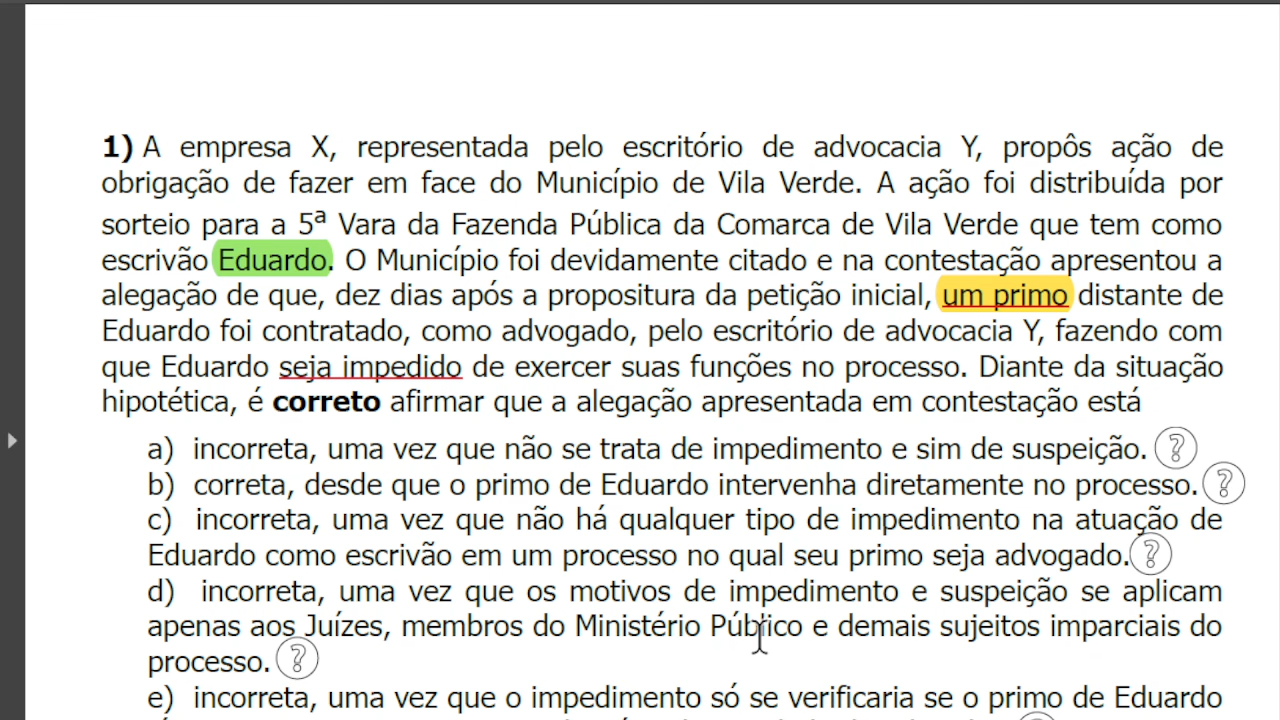 1) A empresa X, representada pelo escritório de advocacia Y, propôs ação de
obrigação de fazer em face do Município de Vila Verde. A ação foi distribuída por
sorteio para a 5ª Vara da Fazenda Pública da Comarca de Vila Verde que tem como
escrivão Eduardo. O Município foi devidamente citado e na contestação apresentou a
alegação de que, dez dias após a propositura da petição inicial, um primo distante de
Eduardo foi contratado, como advogado, pelo escritório de advocacia Y, fazendo com
que Eduardo seja impedido de exercer suas funções no processo. Diante da situação
hipotética, é correto afirmar que a alegação apresentada em contestação está
a) incorreta, uma vez que não se trata de impedimento e sim de suspeição. ?
b) correta, desde que o primo de Eduardo intervenha diretamente no processo. ?
c) incorreta, uma vez que não há qualquer tipo de impedimento na atuação de
Eduardo como escrivão em um processo no qual seu primo seja advogado. ?
d) incorreta, uma vez que os motivos de impedimento e suspeição se aplicam
apenas aos Juízes, membros do Ministério Público e demais sujeitos imparciais do
processo. ?
e) incorreta, uma vez que o impedimento só se verificaria se o primo de Eduardo